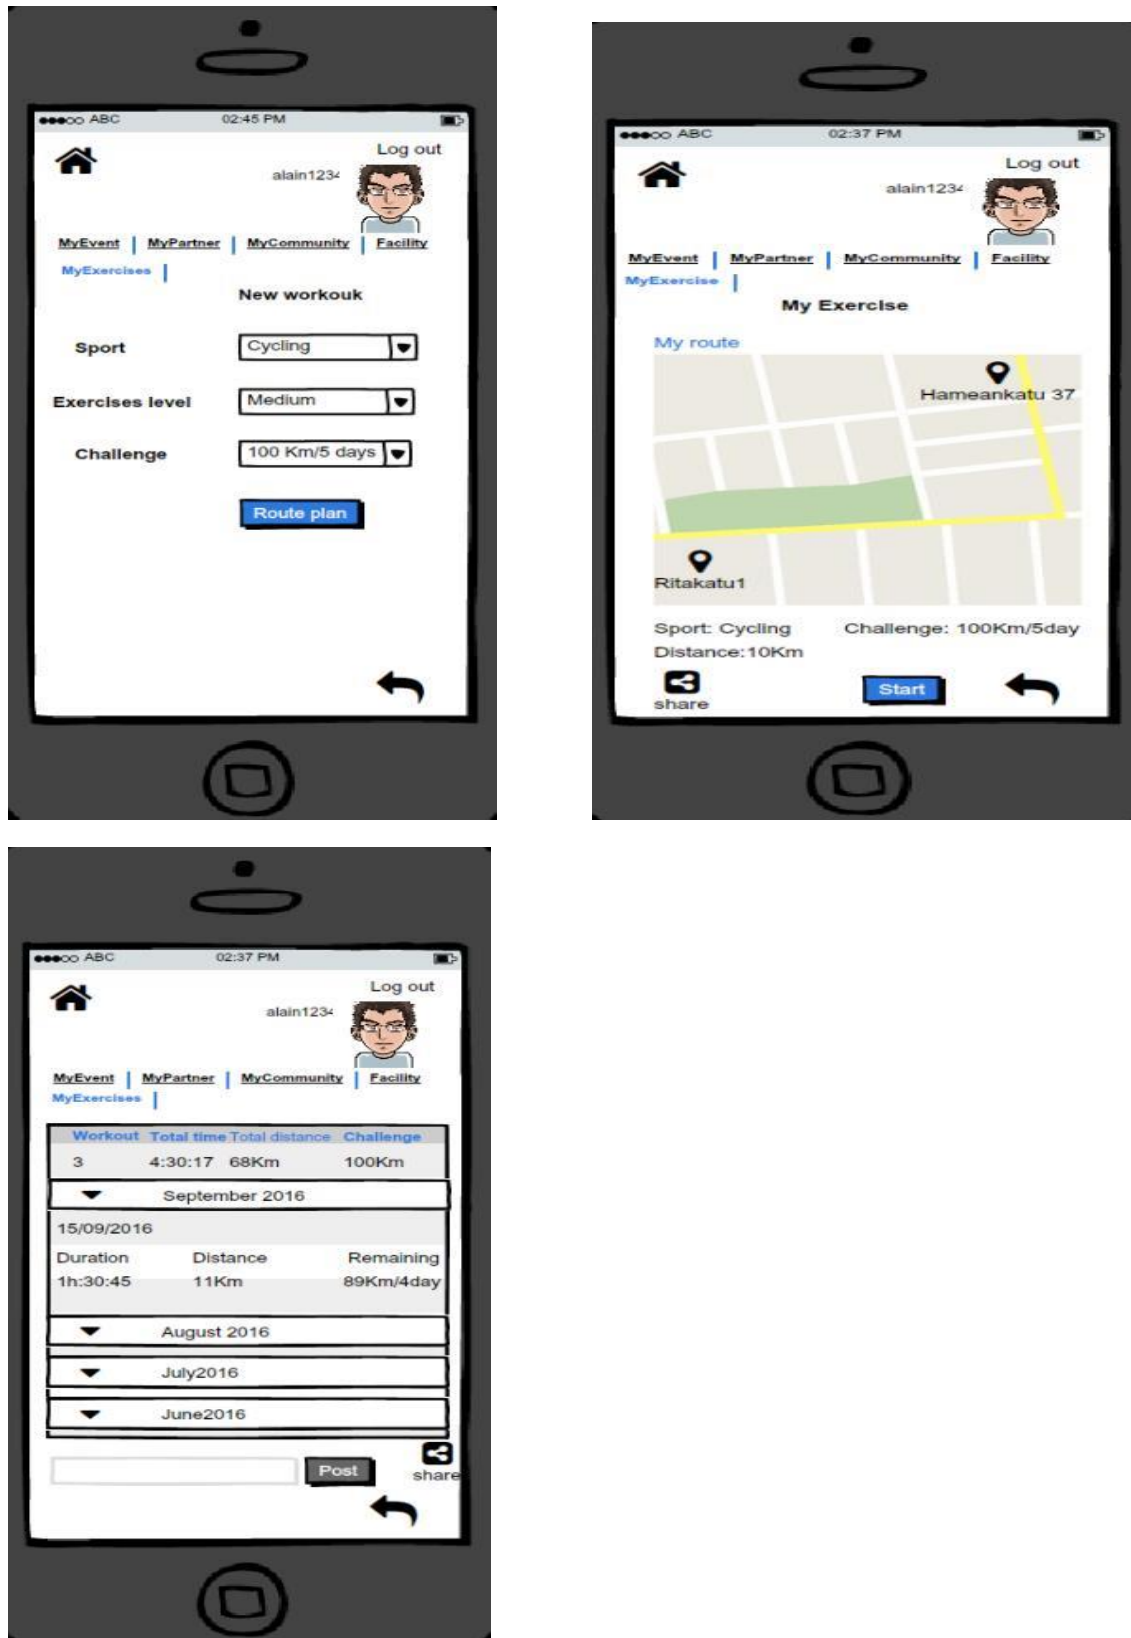 ABC 02:45 PM
Log out
alain1234
MyEvent MyPartner MyCommunity Facility
MyExercises
New workouk
Sport Cycling
Exercises level Medium
Challenge 100 Km/5 days
Route plan
ABC 02:37 PM
Log out
alain1234
MyEvent MyPartner MyCommunity Facility
MyExercise
My Exercise
My route
Hameankatu 37
Ritakatu1
Sport: Cycling Challenge: 100Km/5day
Distance:10Km
Start
share
ABC 02:37 PM
Log out
alain1234
MyEvent MyPartner MyCommunity Facility
MyExercises
Workout Total time Total distance Challenge
3 4:30:17 68Km 100Km
September 2016
15/09/2016
Duration Distance Remaining
1h:30:45 11Km 89Km/4day
August 2016
July2016
June2016
Post
share